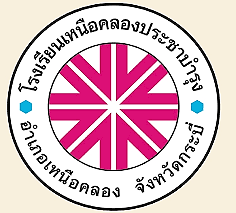 โรงเรียนเหนือคลองประชาบำรุง
อำเภอเหนือคลอง จังหวัดกระบี่